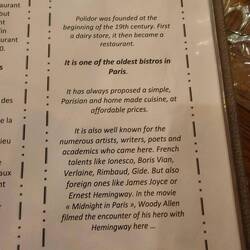 Polidor was founded at the
beginning of the 19th century. First
a dairy store, it then became a
restaurant.
It is one of the oldest bistros in
Paris.
It has always proposed a simple,
Parisian and home made cuisine, at
affordable prices.
It is also well known for the
numerous artists, writers, poets and
academics who came here. French
talents like Ionesco, Boris Vian,
Verlaine, Rimbaud, Gide. But also
foreign ones like James Joyce or
Ernest Hemingway. In the movie
« Midnight in Paris », Woody Allen
filmed the encounter of his hero with
Hemingway here ...